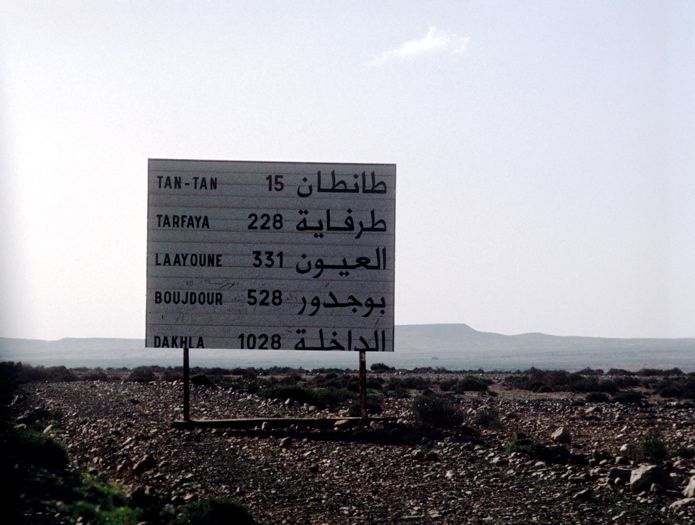 TAN-TAN 15 طانطان
TARFAYA 228 طرفاية
LAAYOUNE 331 العيون
BOUJDOUR 528 بوجدور
DAKHLA 1028 الداخلة